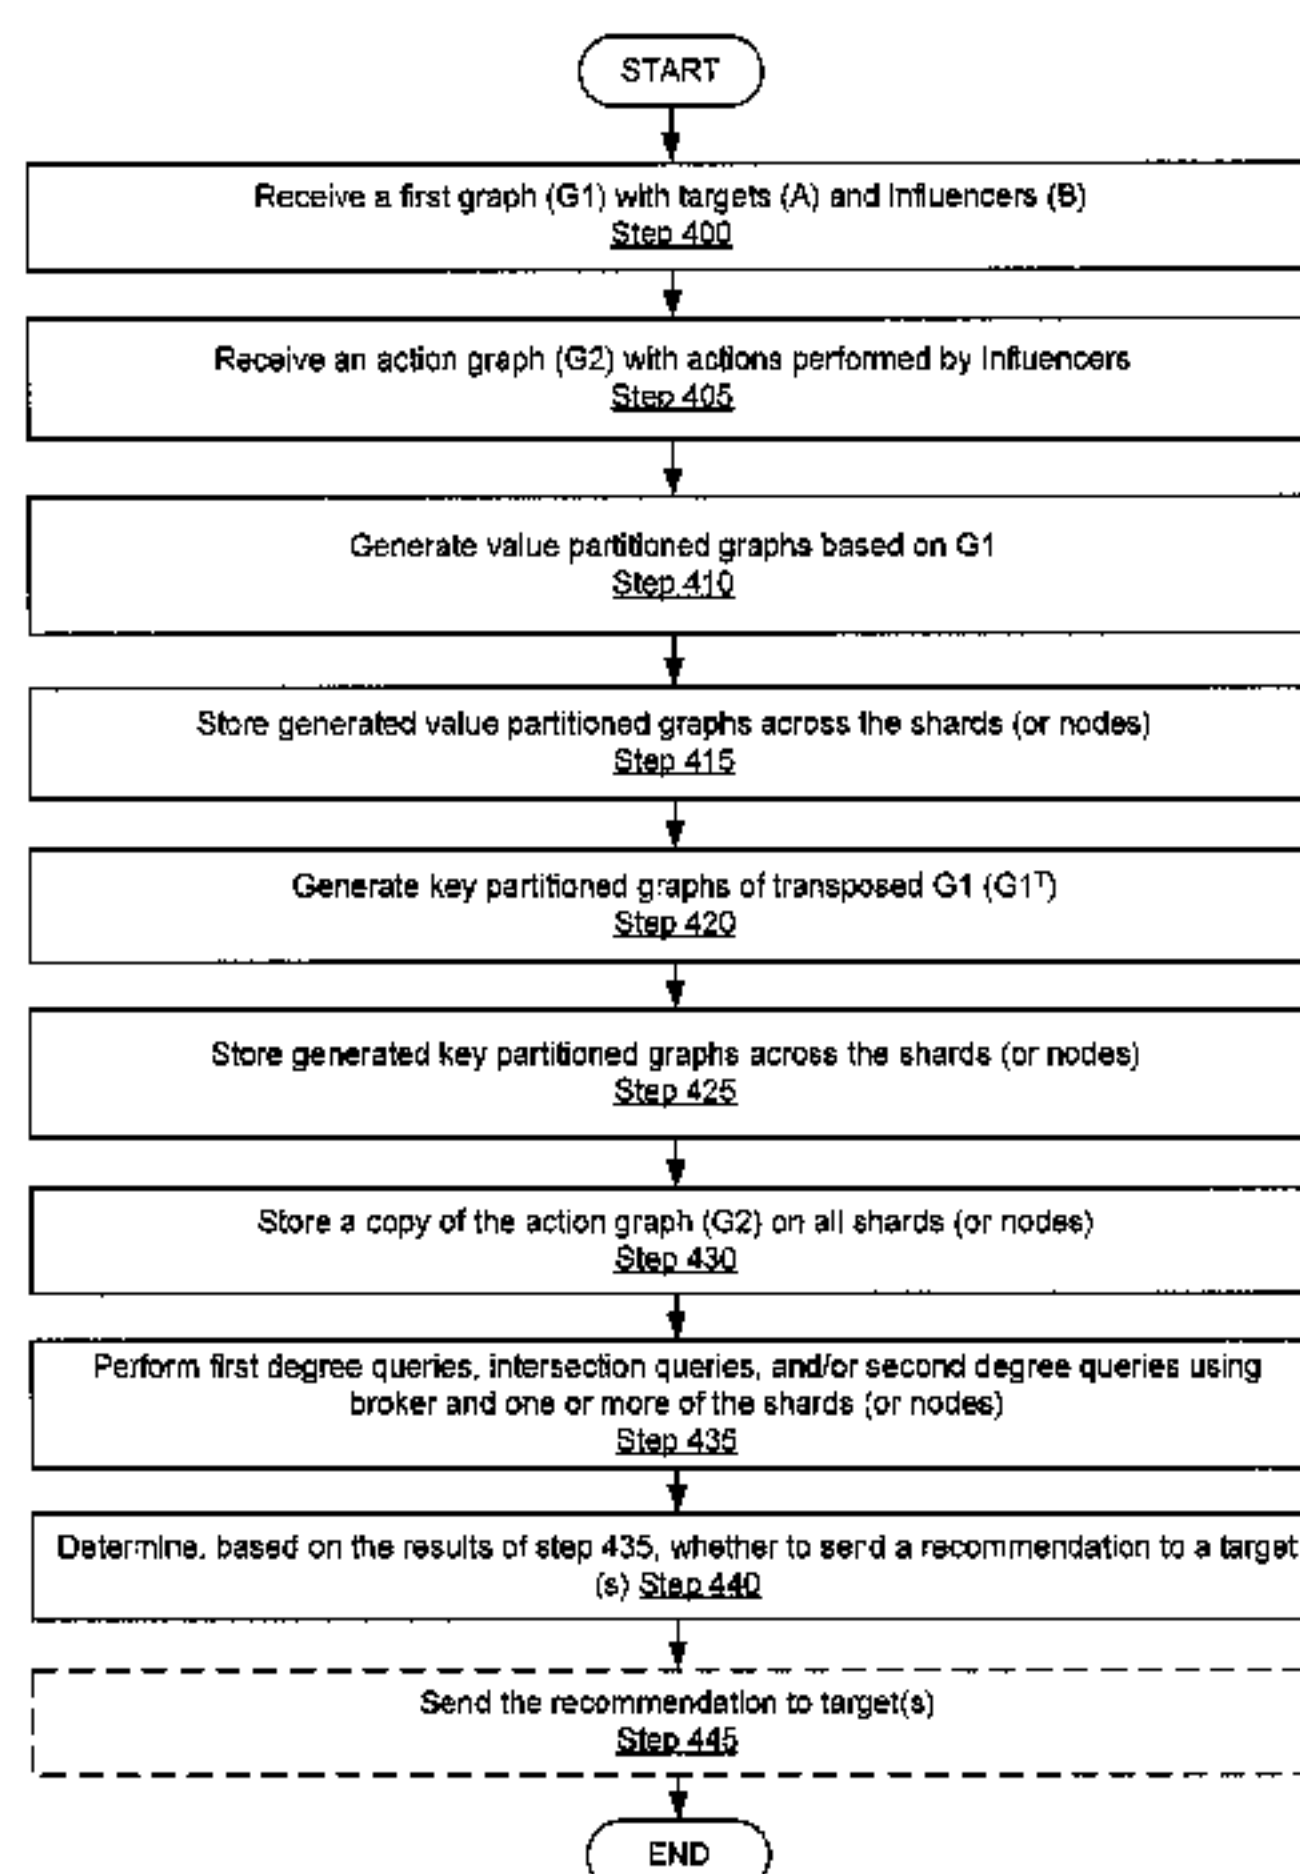 START
Receive a first graph (G1) with targets (A) and Influencers (B)
Step 400
Receive an action graph (G2) with actions performed by Influencers
Step 405
Generate value partitioned graphs based on G1
Step 410
Store generated value partitioned graphs across the shards (or nodes)
Step 415
Generate key partitioned graphs of transposed G1 (G1ᵀ)
Step 420
Store generated key partitioned graphs across the shards (or nodes)
Step 425
Store a copy of the action graph (G2) on all shards (or nodes)
Step 430
Perform first degree queries, intersection queries, and/or second degree queries using
broker and one or more of the shards (or nodes)
Step 435
Determine, based on the results of step 435, whether to send a recommendation to a target
(s) Step 440
Send the recommendation to target(s)
Step 445
END